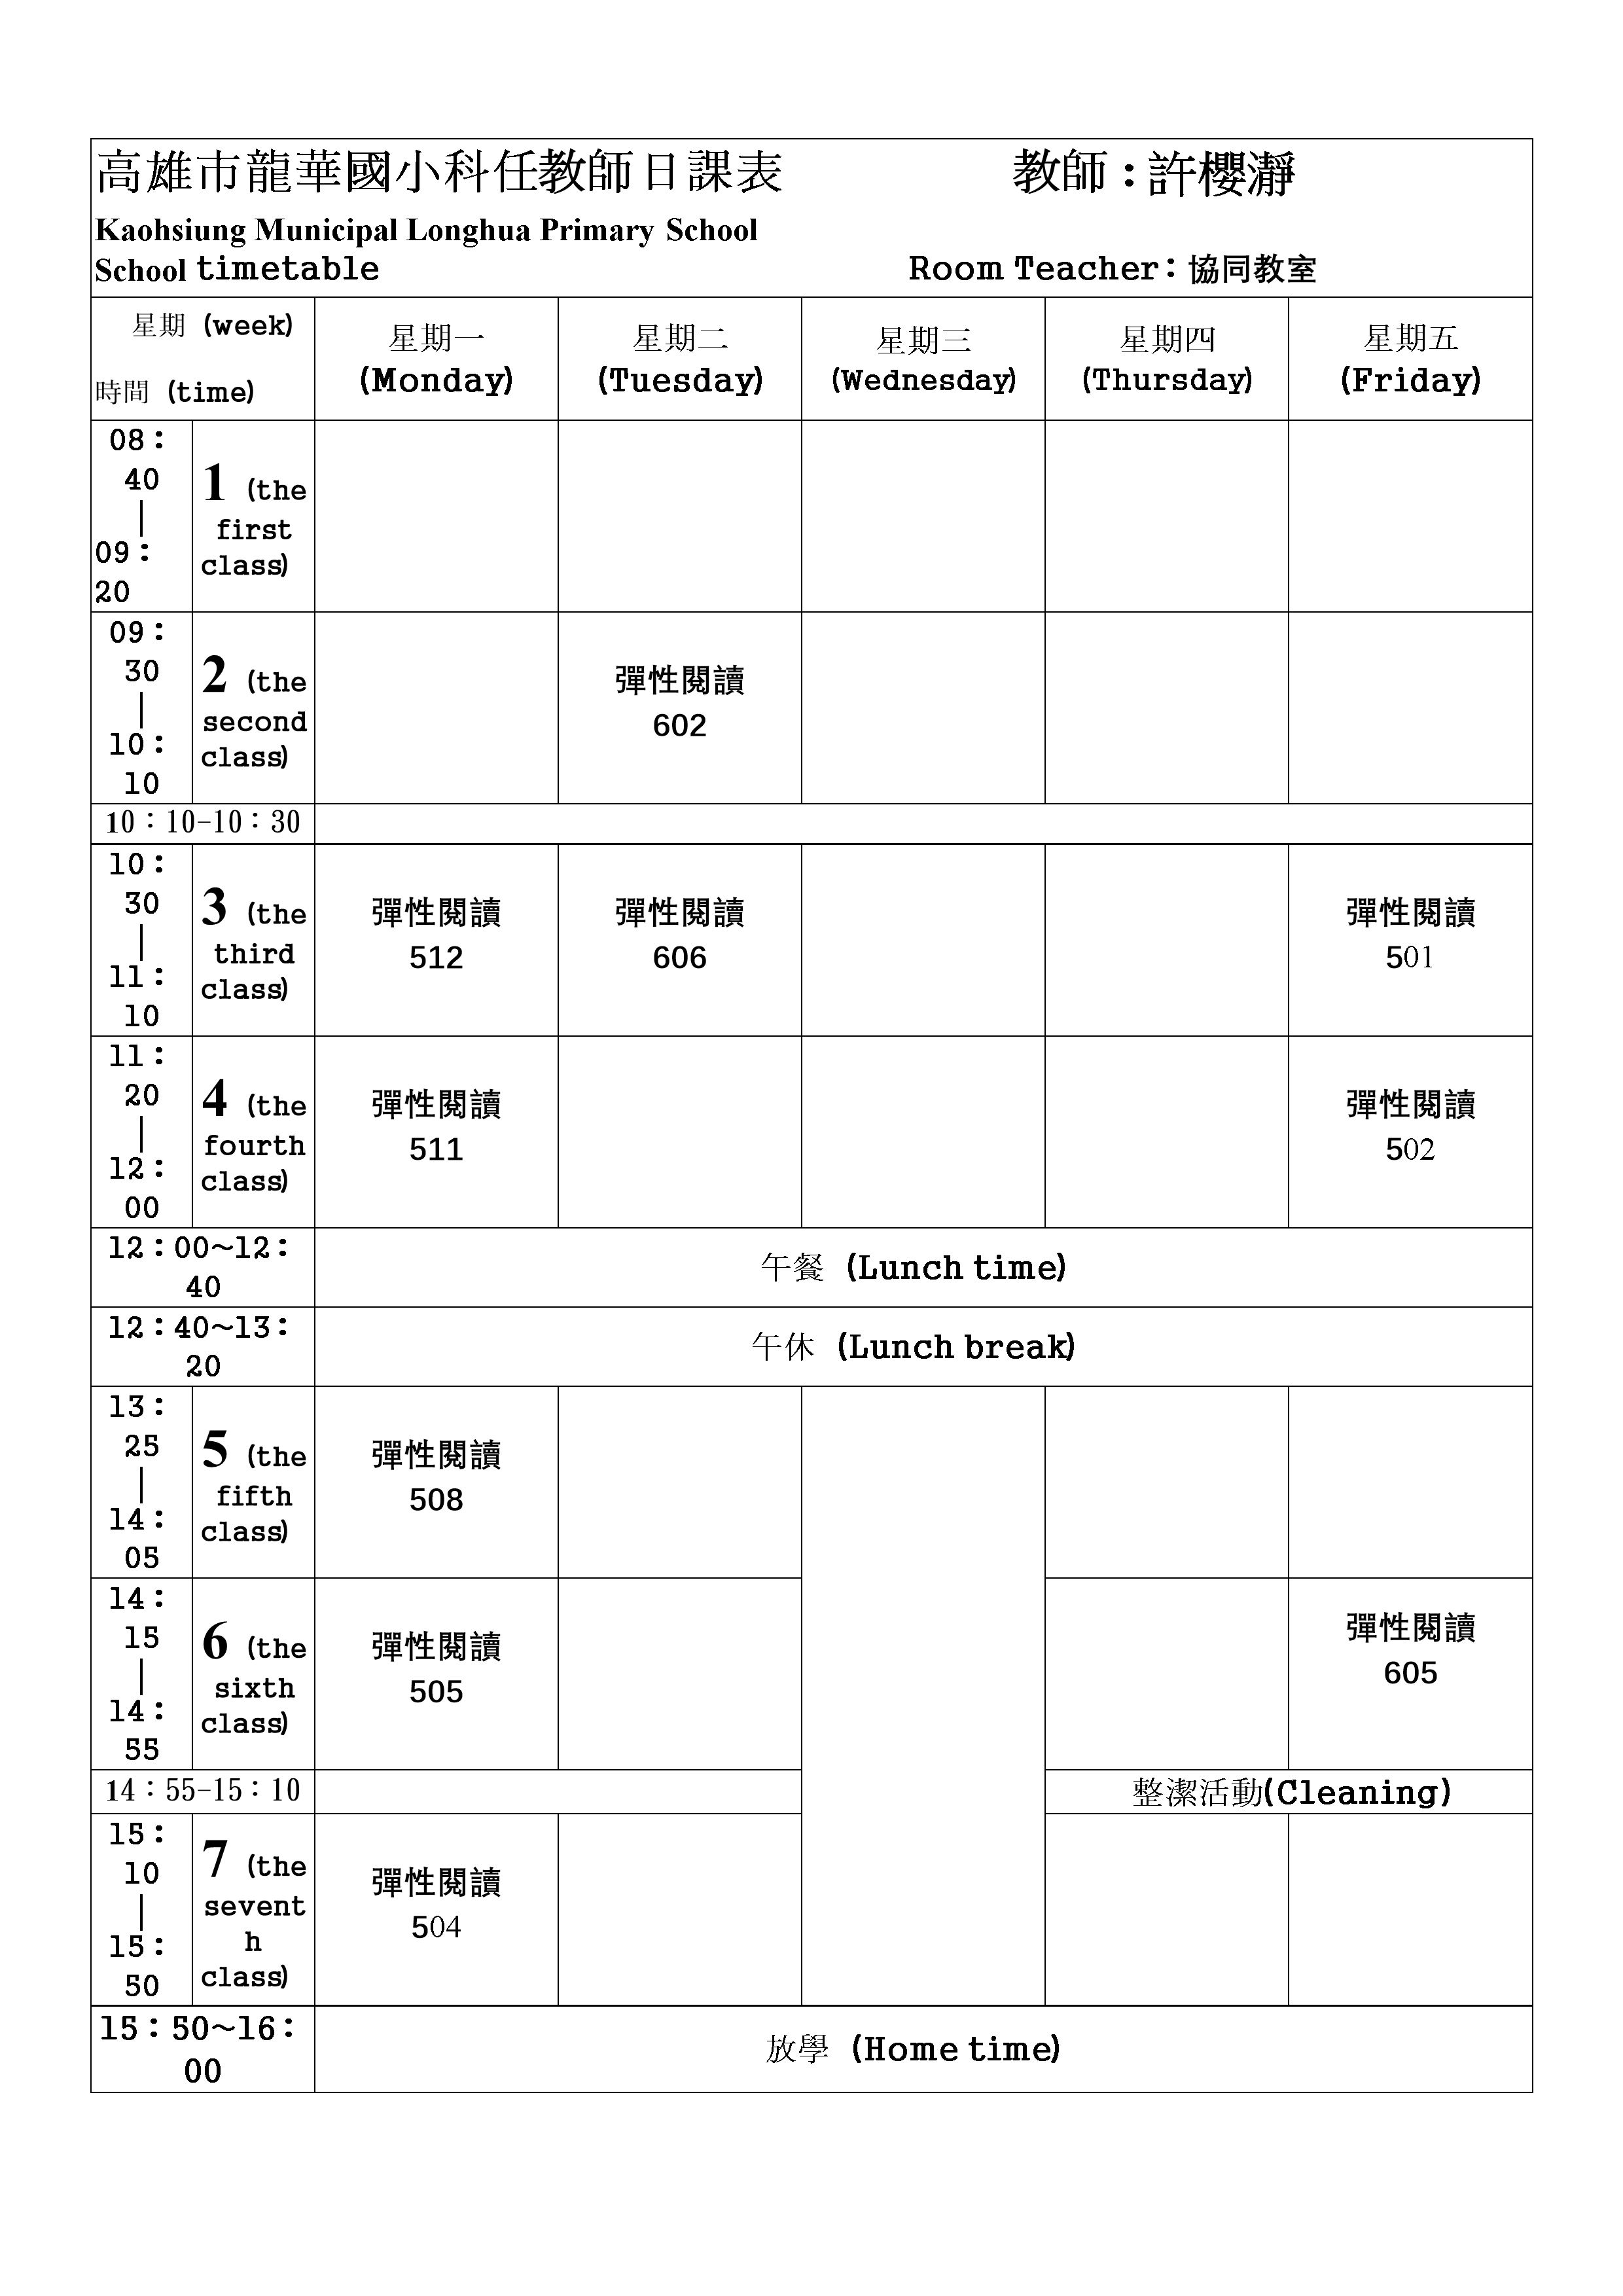 高雄市龍華國小科任教師日課表 教師：許櫻瀞
Kaohsiung Municipal Longhua Primary School
School timetable Room Teacher：協同教室
星期 (week)
時間 (time)
星期一
(Monday)
星期二
(Tuesday)
星期三
(Wednesday)
星期四
(Thursday)
星期五
(Friday)
08：
40
｜
09：
20
1 (the
first
class)
09：
30
｜
10：
10
2 (the
second
class)
彈性閱讀
602
10：10-10：30
10：
30
｜
11：
10
3 (the
third
class)
彈性閱讀
512
彈性閱讀
606
彈性閱讀
501
11：
20
｜
12：
00
4 (the
fourth
class)
彈性閱讀
511
彈性閱讀
502
12：00~12：
40
午餐 (Lunch time)
12：40~13：
20
午休 (Lunch break)
13：
25
｜
14：
05
5 (the
fifth
class)
彈性閱讀
508
14：
15
｜
14：
55
6 (the
sixth
class)
彈性閱讀
505
彈性閱讀
605
14：55-15：10
整潔活動(Cleaning)
15：
10
｜
15：
50
7 (the
sevent
h
class)
彈性閱讀
504
15：50~16：
00
放學 (Home time)